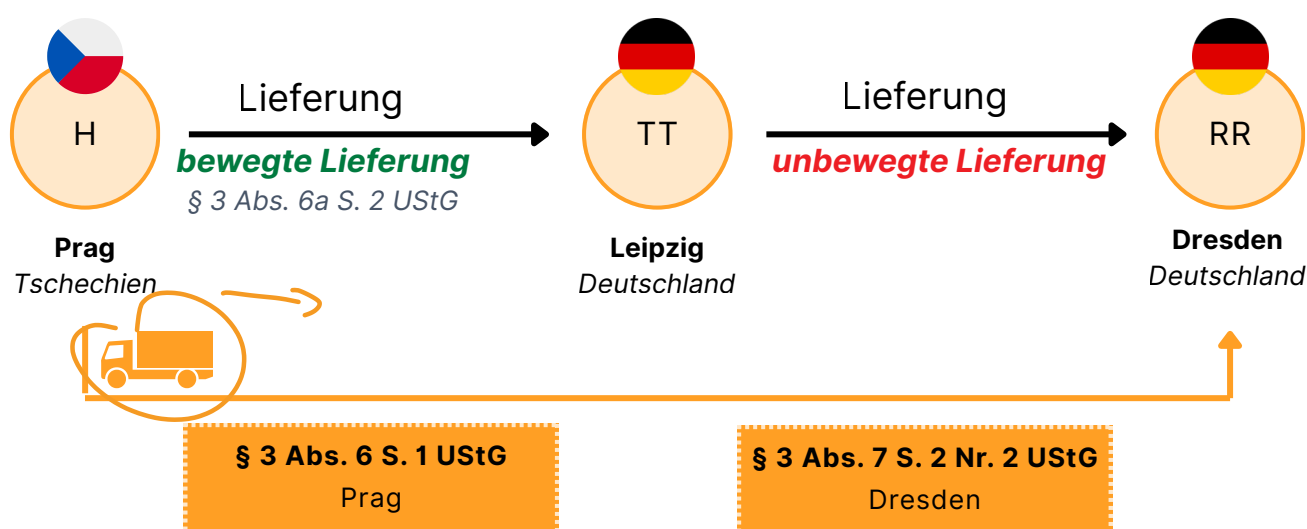 H
Lieferung
bewegte Lieferung
§ 3 Abs. 6a S. 2 UStG
TT
Lieferung
unbewegte Lieferung
RR
Prag
Tschechien
Leipzig
Deutschland
Dresden
Deutschland
§ 3 Abs. 6 S. 1 UStG
Prag
§ 3 Abs. 7 S. 2 Nr. 2 UStG
Dresden